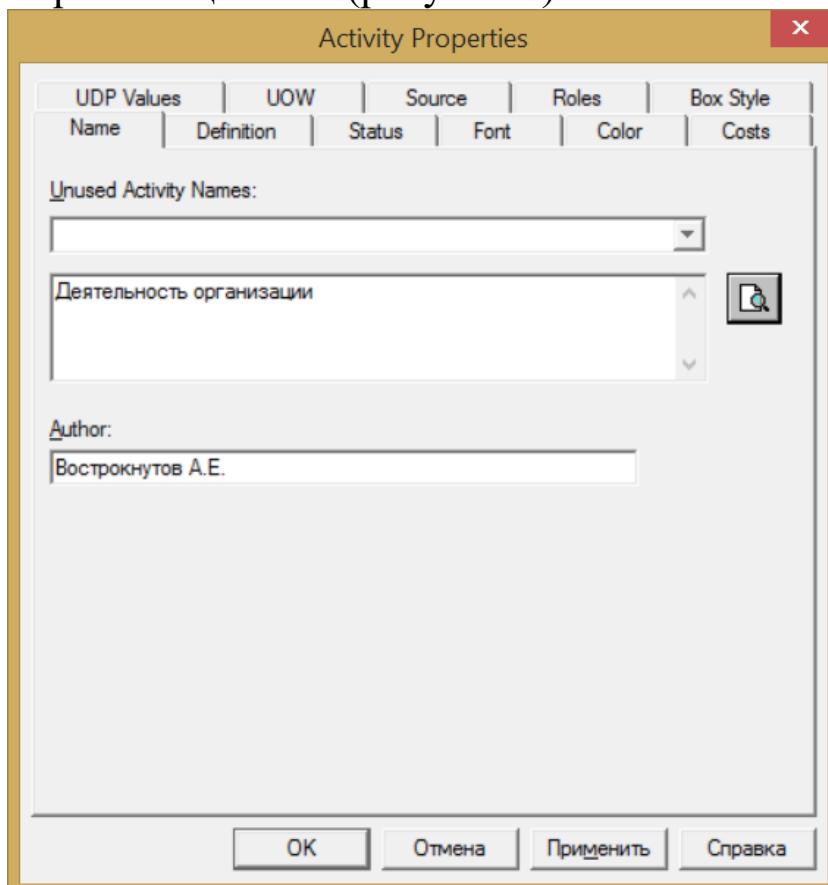 Activity Properties
UDP Values UOW Source Roles Box Style
Name Definition Status Font Color Costs
Unused Activity Names:
Деятельность организации
Author:
Вострокнутов А.Е.
OK Отмена Применить Справка